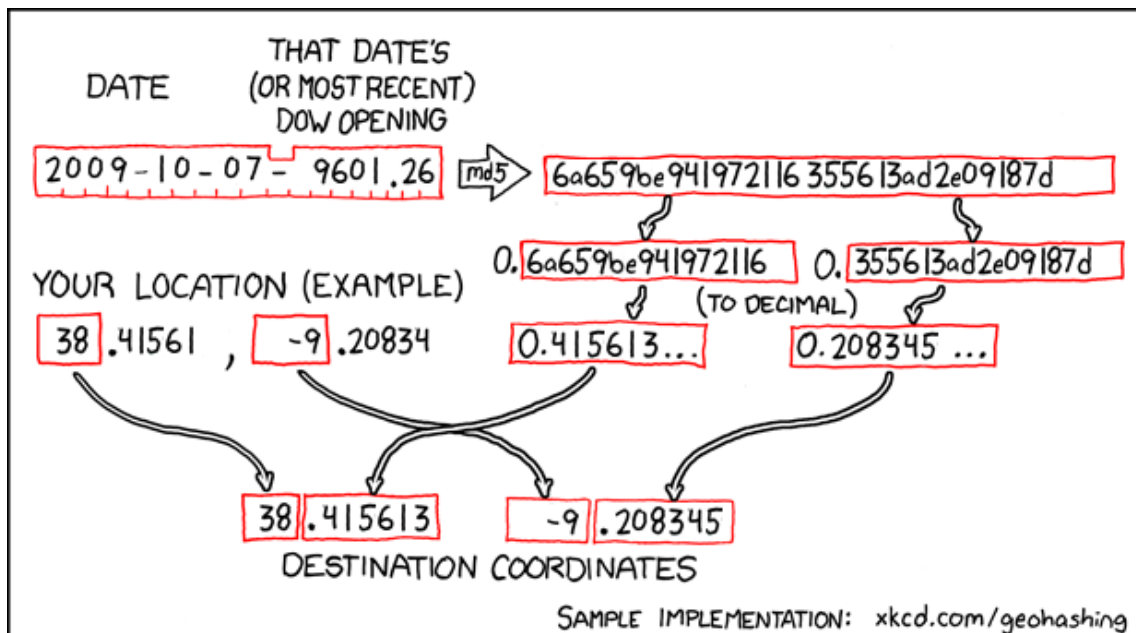 DATE
THAT DATE'S
(OR MOST RECENT)
DOW OPENING
2009-10-07- 9601.26
md5
6a659be941972116355613ad2e09187d
0.6a659be941972116
0.355613ad2e09187d
YOUR LOCATION (EXAMPLE)
(TO DECIMAL)
38.41561, -9.20834
0.415613...
0.208345...
38.415613
-9.208345
DESTINATION COORDINATES
SAMPLE IMPLEMENTATION: xkcd.com/geohashing